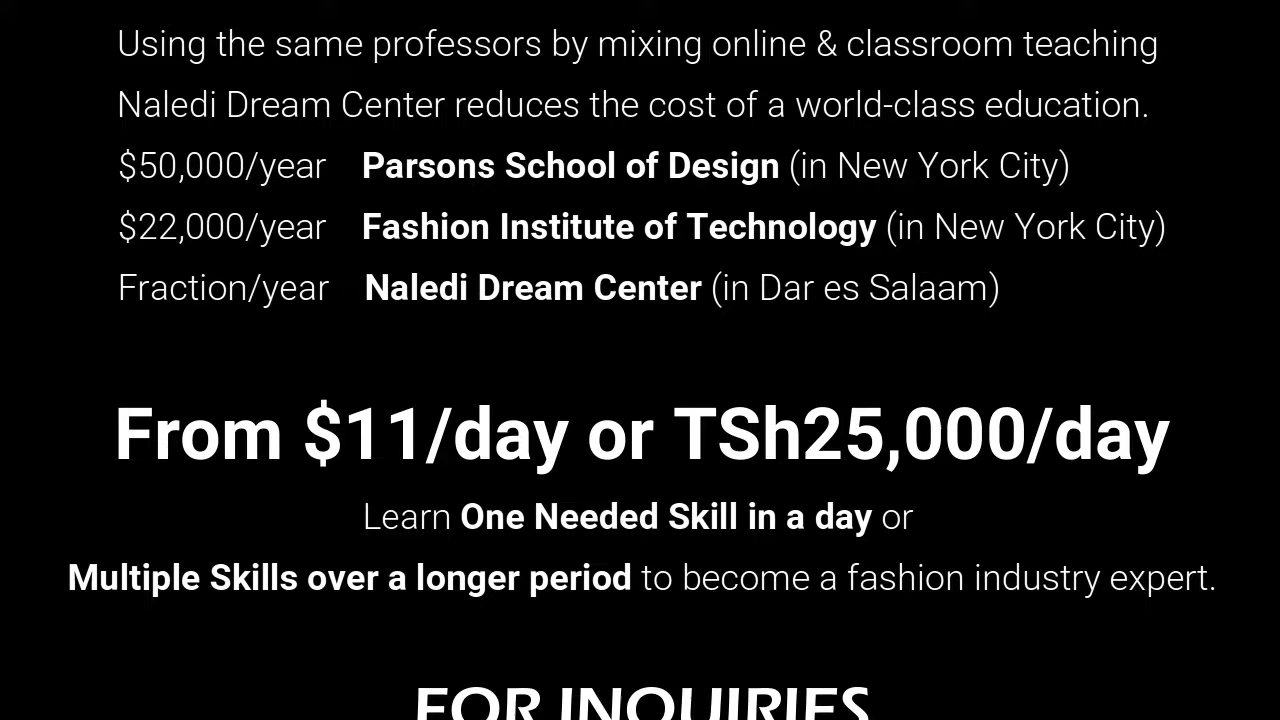 Using the same professors by mixing online & classroom teaching
Naledi Dream Center reduces the cost of a world-class education.
$50,000/year Parsons School of Design (in New York City)
$22,000/year Fashion Institute of Technology (in New York City)
Fraction/year Naledi Dream Center (in Dar es Salaam)
From $11/day or TSh25,000/day
Learn One Needed Skill in a day or
Multiple Skills over a longer period to become a fashion industry expert.
FOR INQUIRIES